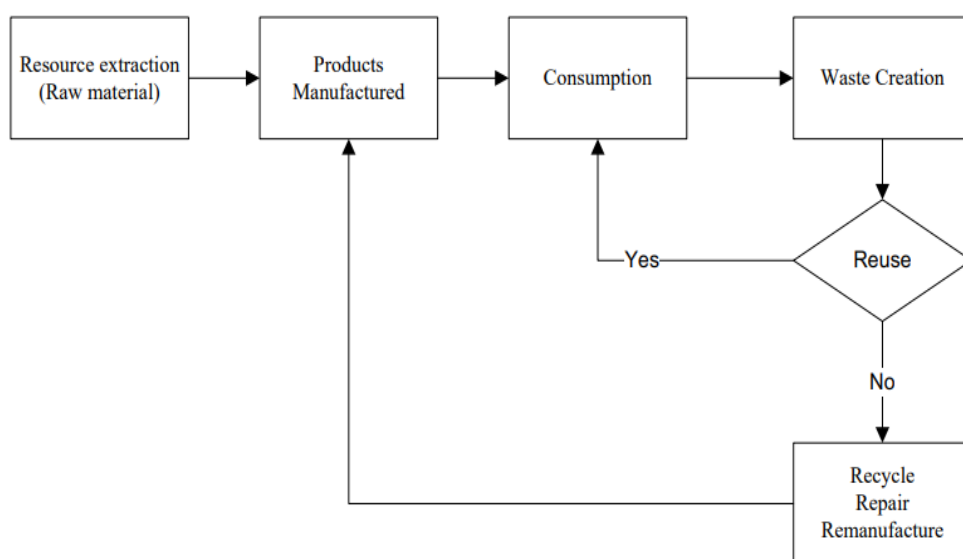 Resource extraction
(Raw material)
Products
Manufactured
Consumption
Waste Creation
Reuse
Yes
No
Recycle
Repair
Remanufacture